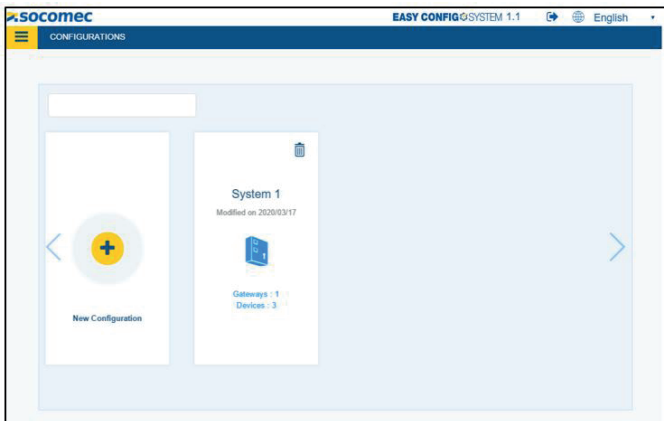 socomec
EASY CONFIG SYSTEM 1.1
English
CONFIGURATIONS
System 1
Modified on 2020/03/17
1
Gateways : 1
Devices : 3
New Configuration